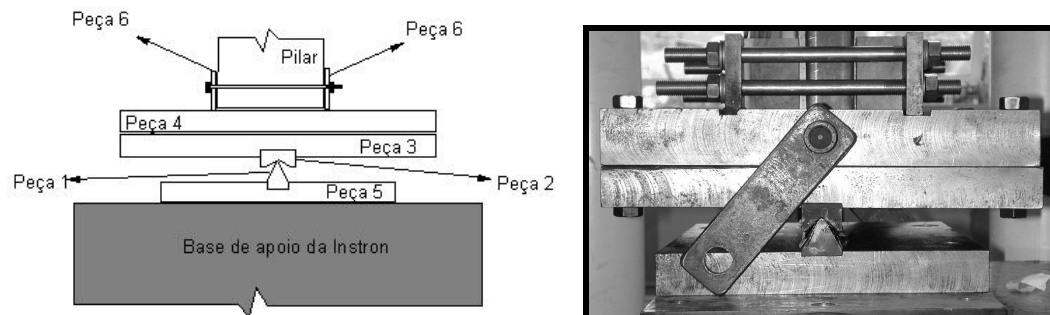 Peça 6
Peça 6
Pilar
Peça 4
Peça 3
Peça 1
Peça 2
Peça 5
Base de apoio da Instron